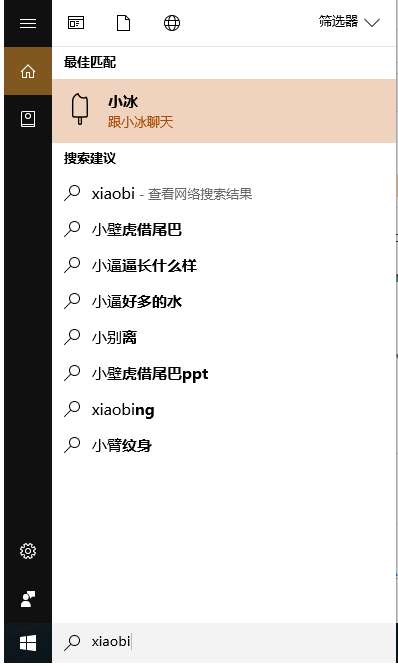 筛选器
最佳匹配
小冰
跟小冰聊天
搜索建议
xiaobi - 查看网络搜索结果
小壁虎借尾巴
小逼逼长什么样
小逼好多的水
小别离
小壁虎借尾巴ppt
xiaobing
小臂纹身
xiaobi